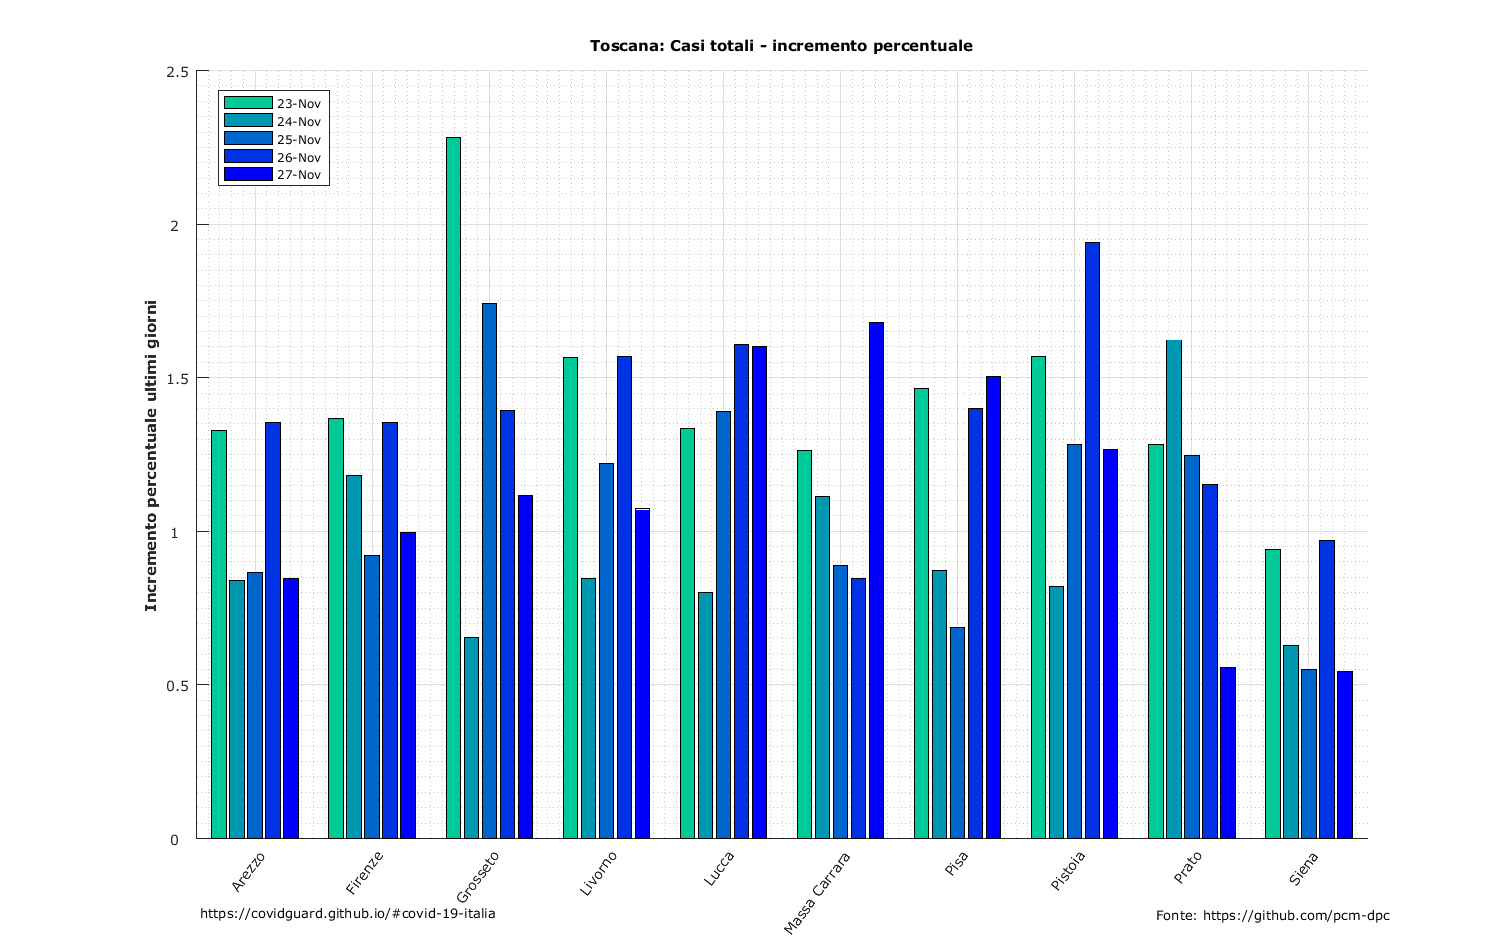 Toscana: Casi totali - incremento percentuale
2.5
2
1.5
1
0.5
0
Incremento percentuale ultimi giorni
23-Nov
24-Nov
25-Nov
26-Nov
27-Nov
Arezzo
Firenze
Grosseto
Livorno
Lucca
Massa Carrara
Pisa
Pistoia
Prato
Siena
https://covidguard.github.io/#covid-19-italia
Fonte: https://github.com/pcm-dpc